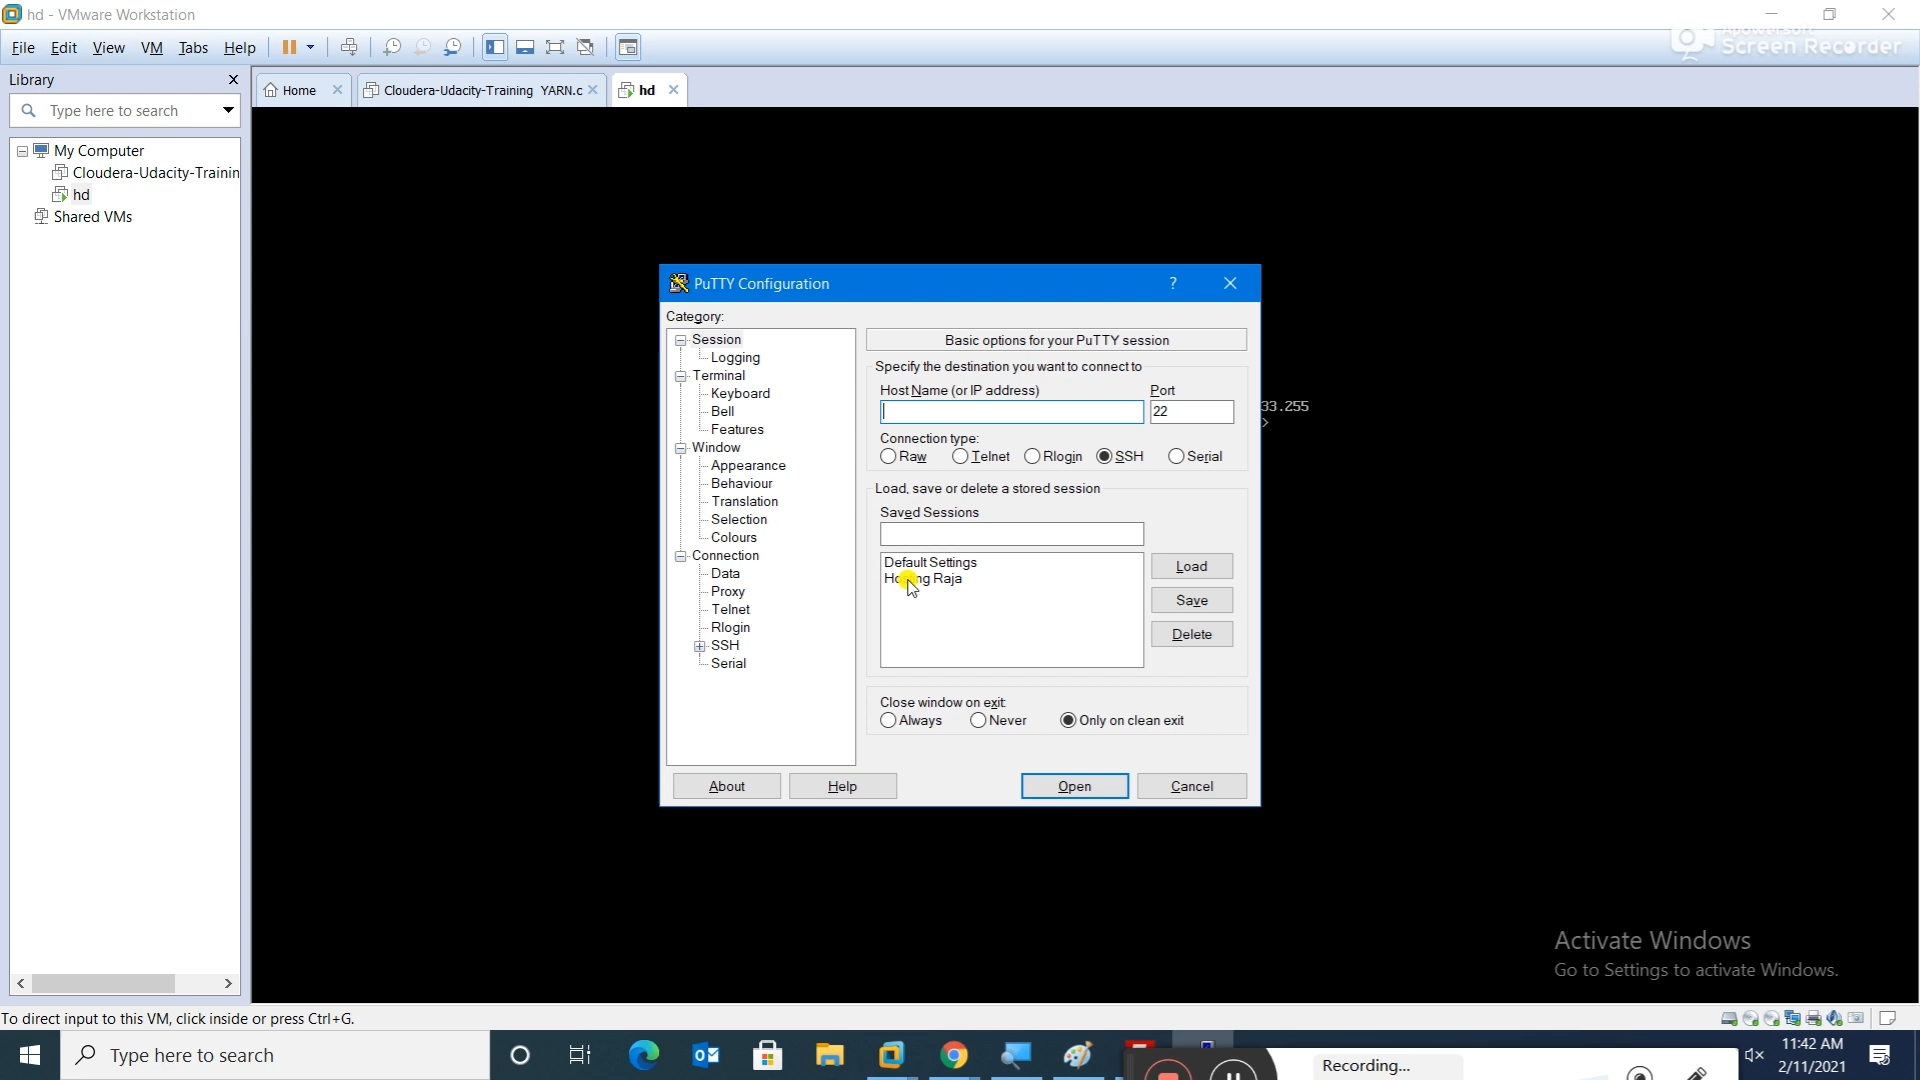 hd - VMware Workstation
File Edit View VM Tabs Help
Apowersoft
Screen Recorder
Library
Home
Cloudera-Udacity-Training YARN.c
hd
Type here to search
My Computer
Cloudera-Udacity-Trainin
hd
Shared VMs
PuTTY Configuration
Category:
Session
Logging
Terminal
Keyboard
Bell
Features
Window
Appearance
Behaviour
Translation
Selection
Colours
Connection
Data
Proxy
Telnet
Rlogin
SSH
Serial
Basic options for your PuTTY session
Specify the destination you want to connect to
Host Name (or IP address) Port
22
Connection type:
Raw Telnet Rlogin SSH Serial
Load, save or delete a stored session
Saved Sessions
Default Settings
Raja
Load
Save
Delete
Close window on exit:
Always Never Only on clean exit
About Help Open Cancel
33.255
>
Activate Windows
Go to Settings to activate Windows.
To direct input to this VM, click inside or press Ctrl+G.
Type here to search
Recording...
11:42 AM
2/11/2021